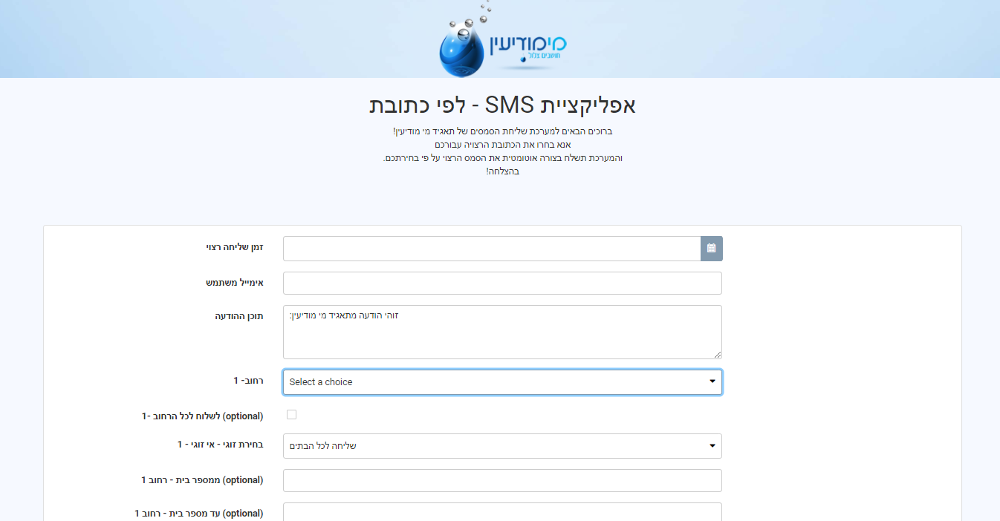 מימודיעין
חושבים צלול
אפליקציית SMS - לפי כתובת
ברוכים הבאים למערכת שליחת הסמסים של תאגיד מי מודיעין!
אנא בחרו את הכתובת הרצויה עבורכם
והמערכת תשלח בצורה אוטומטית את הסמס הרצוי על פי בחירתכם.
בהצלחה!
זמן שליחה רצוי
אימייל משתמש
תוכן ההודעה
זוהי הודעה מתאגיד מי מודיעין:
רחוב- 1
Select a choice
לשלוח לכל הרחוב -1 (optional)
בחירת זוגי - אי זוגי - 1
שליחה לכל הבתים
ממספר בית - רחוב 1 (optional)
עד מספר בית - רחוב 1 (optional)